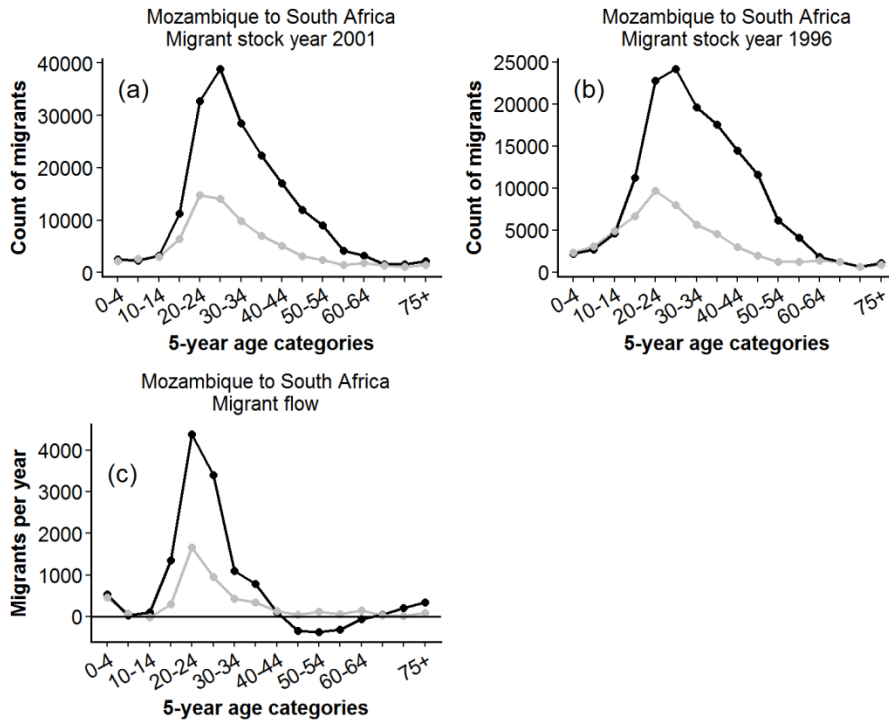 Mozambique to South Africa
Migrant stock year 2001
(a)
Count of migrants
40000
30000
20000
10000
0
0-4
10-14
20-24
30-34
40-44
50-54
60-64
75+
5-year age categories
Mozambique to South Africa
Migrant stock year 1996
(b)
Count of migrants
25000
20000
15000
10000
5000
0
0-4
10-14
20-24
30-34
40-44
50-54
60-64
75+
5-year age categories
Mozambique to South Africa
Migrant flow
(c)
Migrants per year
4000
3000
2000
1000
0
0-4
10-14
20-24
30-34
40-44
50-54
60-64
75+
5-year age categories